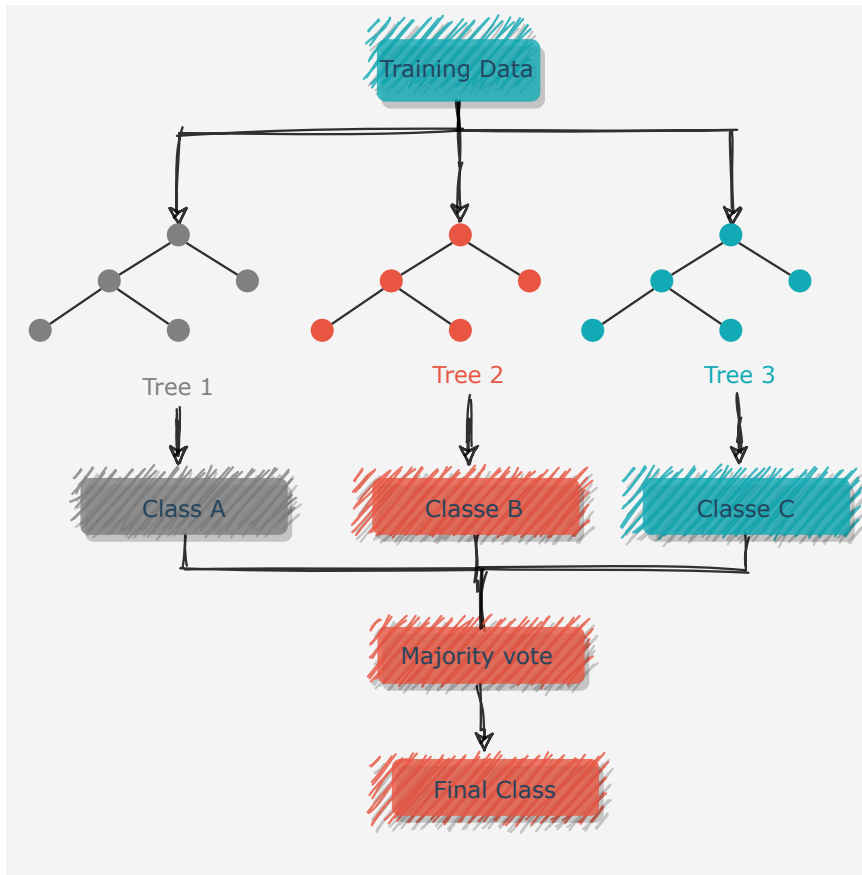 Training Data
Tree 1
Tree 2
Tree 3
Class A
Classe B
Classe C
Majority vote
Final Class